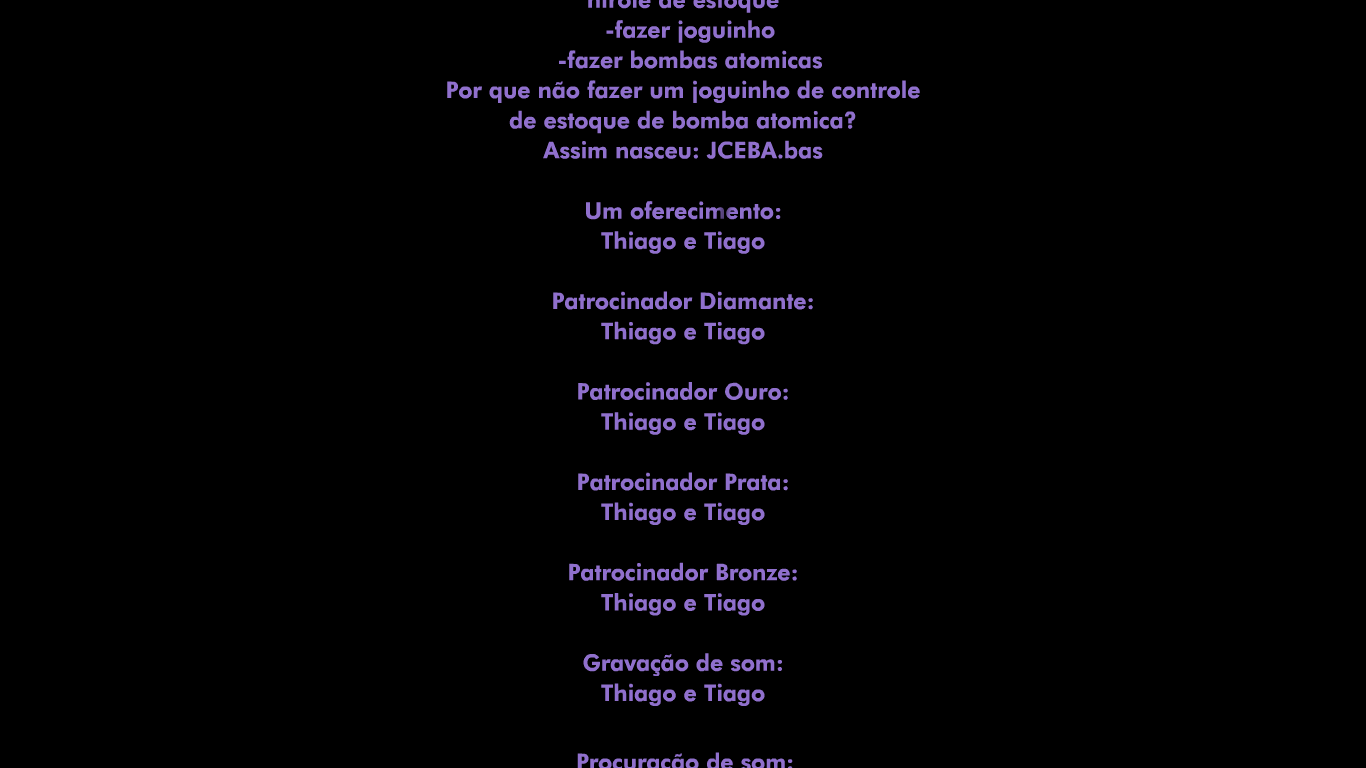 ntrole de estoque
-fazer joguinho
-fazer bombas atomicas
Por que não fazer um joguinho de controle
de estoque de bomba atomica?
Assim nasceu: JCEBA.bas
Um oferecimento:
Thiago e Tiago
Patrocinador Diamante:
Thiago e Tiago
Patrocinador Ouro:
Thiago e Tiago
Patrocinador Prata:
Thiago e Tiago
Patrocinador Bronze:
Thiago e Tiago
Gravação de som:
Thiago e Tiago
Procuração de som: